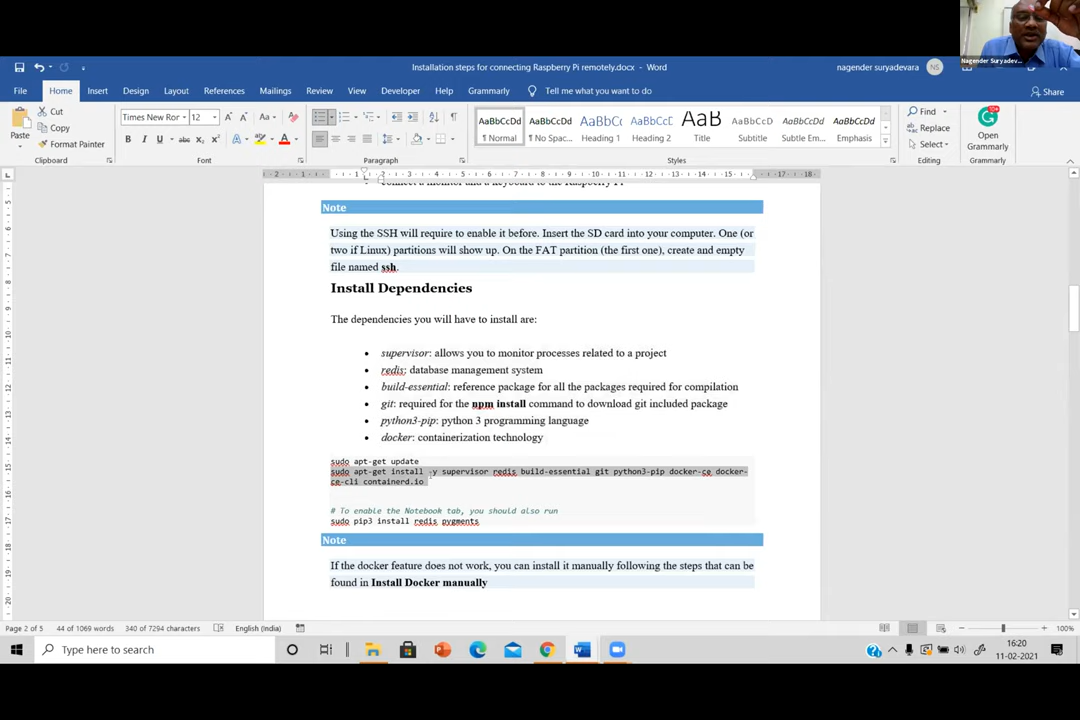 Installation steps for connecting Raspberry Pi remotely.docx - Word
nagender suryadevara
NS
Nagender Suryadev...
File
Home
Insert
Design
Layout
References
Mailings
Review
View
Developer
Help
Grammarly
Tell me what you want to do
Share
Paste
Cut
Copy
Format Painter
Clipboard
Times New Ror
12
Font
Paragraph
AaBbCcDd
¶ Normal
AaBbCcDd
¶ No Spac...
AaBbCc
Heading 1
AaBbCcD
Heading 2
AaB
Title
AaBbCcD
Subtitle
AaBbCcDd
Subtle Em...
AaBbCcDd
Emphasis
Styles
Find
Replace
Select
Editing
Open
Grammarly
Grammarly
connect a monitor and a keyboard to the Raspberry Pi
Note
Using the SSH will require to enable it before. Insert the SD card into your computer. One (or
two if Linux) partitions will show up. On the FAT partition (the first one), create and empty
file named ssh.
Install Dependencies
The dependencies you will have to install are:
• supervisor: allows you to monitor processes related to a project
• redis: database management system
• build-essential: reference package for all the packages required for compilation
• git: required for the npm install command to download git included package
• python3-pip: python 3 programming language
• docker: containerization technology
sudo apt-get update
sudo apt-get install -y supervisor redis build-essential git python3-pip docker-ce docker-
ce-cli containerd.io
# To enable the Notebook tab, you should also run
sudo pip3 install redis pygments
Note
If the docker feature does not work, you can install it manually following the steps that can be
found in Install Docker manually
Page 2 of 5
44 of 1069 words
340 of 7294 characters
English (India)
100%
Type here to search
16:20
11-02-2021